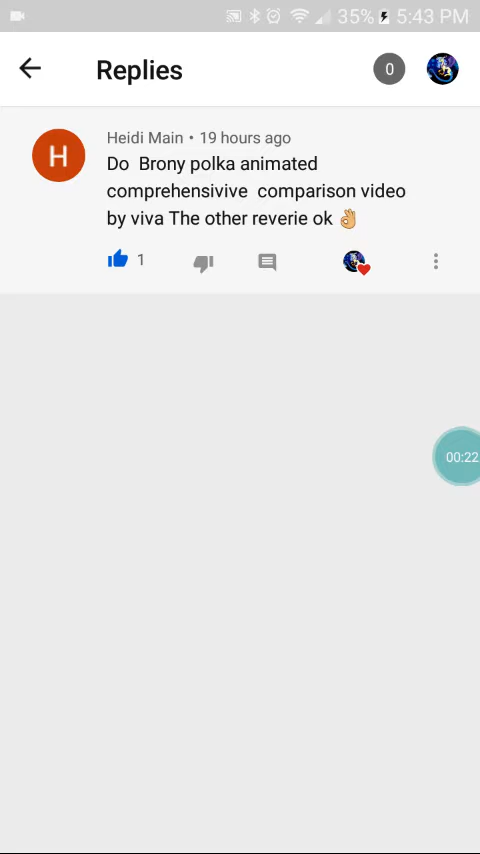 35% 5:43 PM
Replies
0
H
Heidi Main • 19 hours ago
Do  Brony polka animated
comprehensivive  comparison video
by viva The other reverie ok 👌
1
00:22